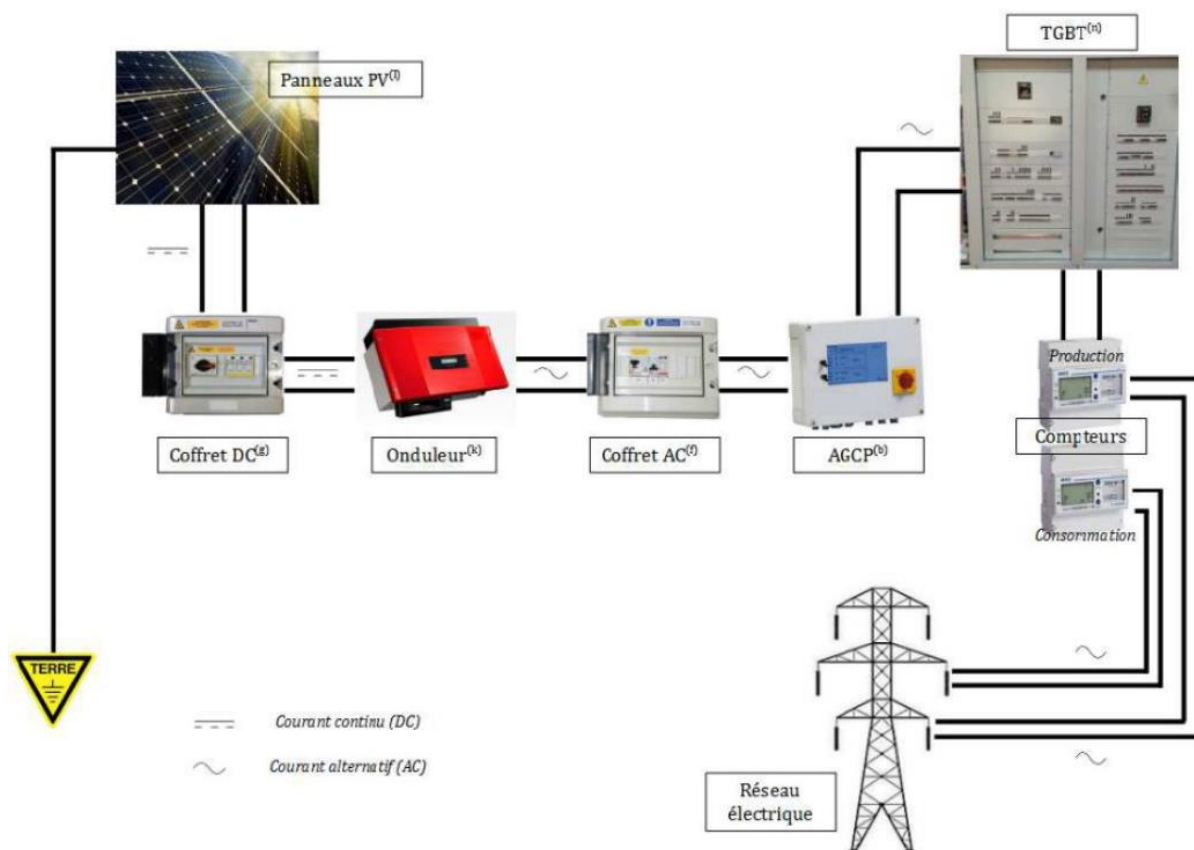 TGBT(n)
Panneaux PV(l)
Production
Compteurs
Consommation
Coffret DC(g)
Onduleur(k)
Coffret AC(f)
AGCP(b)
TERRE
Courant continu (DC)
Courant alternatif (AC)
Réseau
électrique